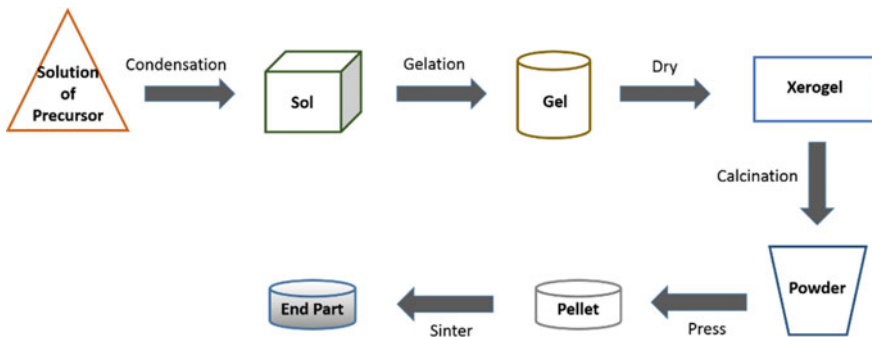 Solution
of
Precursor
Condensation
Sol
Gelation
Gel
Dry
Xerogel
Calcination
Powder
Press
Pellet
Sinter
End Part